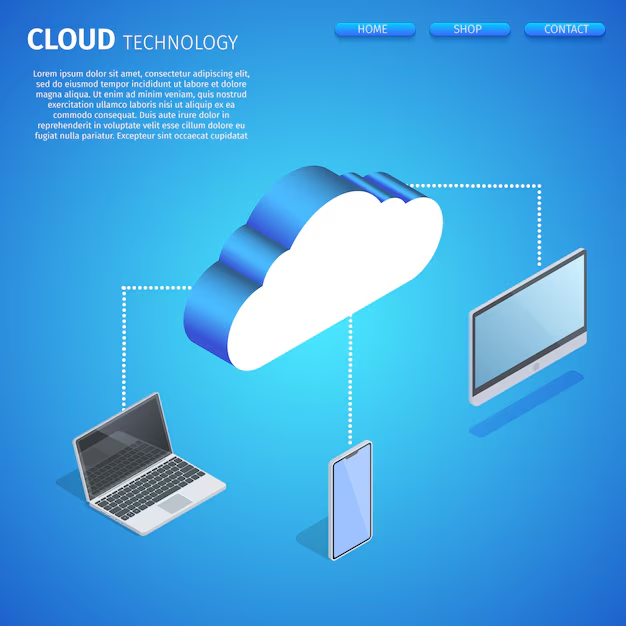 CLOUD TECHNOLOGY
HOME
SHOP
CONTACT
Lorem ipsum dolor sit amet, consectetur adipiscing elit, sed do
eiusmod tempor incididunt ut labore et dolore
magna aliqua. Ut enim ad minim veniam, quis
nostrud exercitation ullamco laboris nisi ut aliquip ex ea
commodo consequat. Duis aute irure dolor in
reprehenderit in voluptate velit esse cillum dolore eu
fugiat nulla pariatur. Excepteur sint occaecat cupidatat